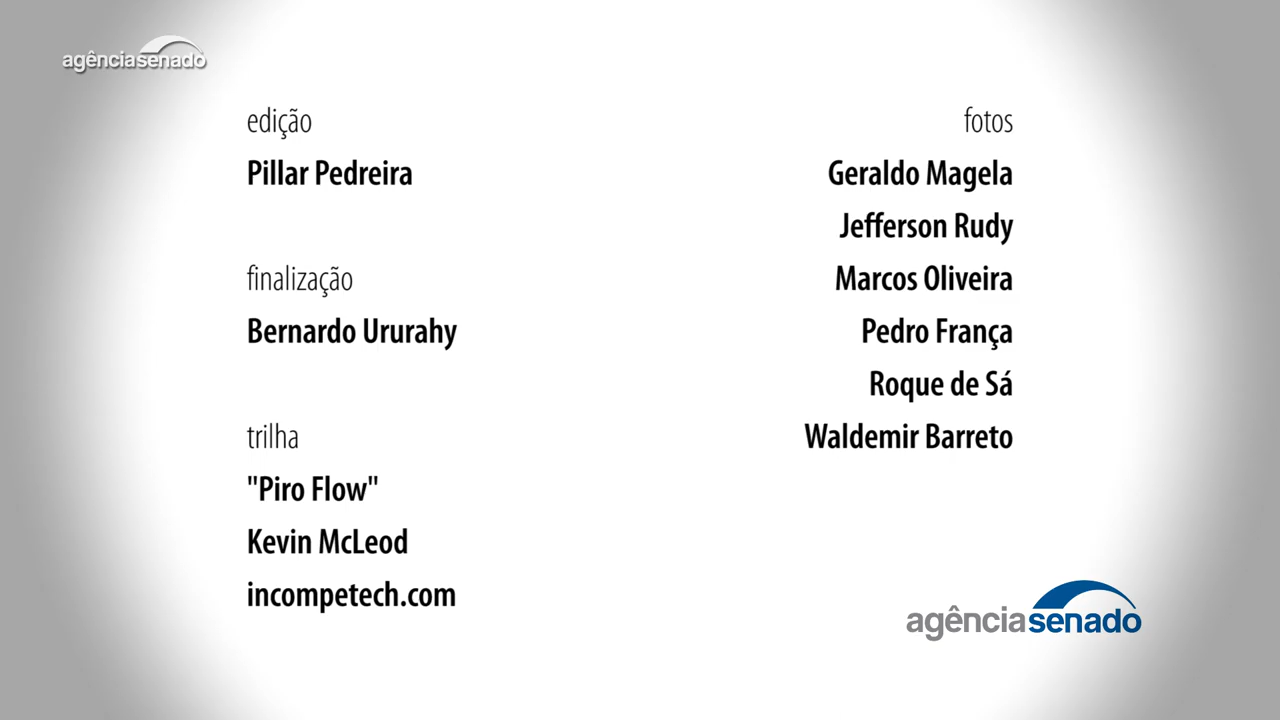 agênciasenado
edição
Pillar Pedreira
finalização
Bernardo Ururahy
trilha
"Piro Flow"
Kevin McLeod
incompetech.com
fotos
Geraldo Magela
Jefferson Rudy
Marcos Oliveira
Pedro França
Roque de Sá
Waldemir Barreto
agênciasenado